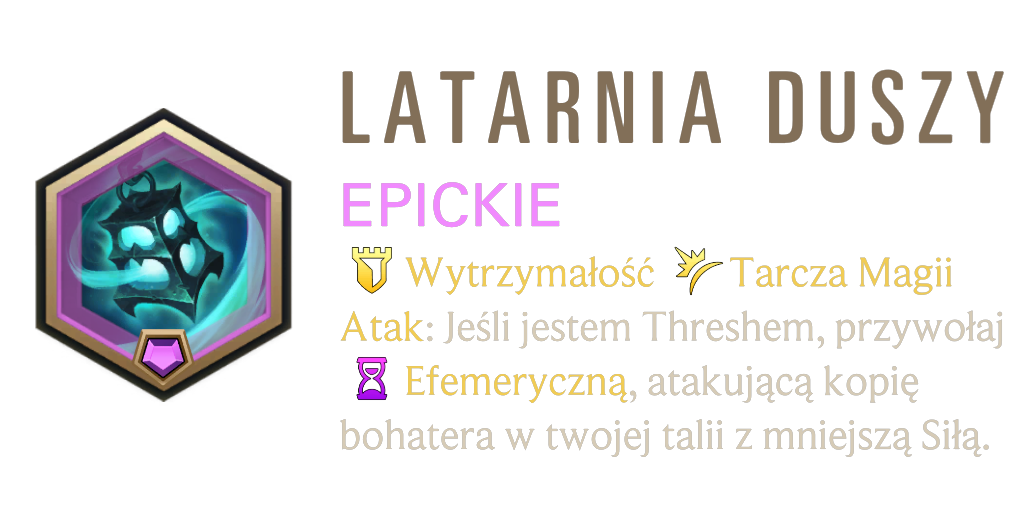 LATARNIA DUSZY
EPICKIE
Wytrzymałość Tarcza Magii
Atak: Jeśli jestem Threshem, przywołaj
Efemeryczną, atakującą kopię
bohatera w twojej talii z mniejszą Siłą.